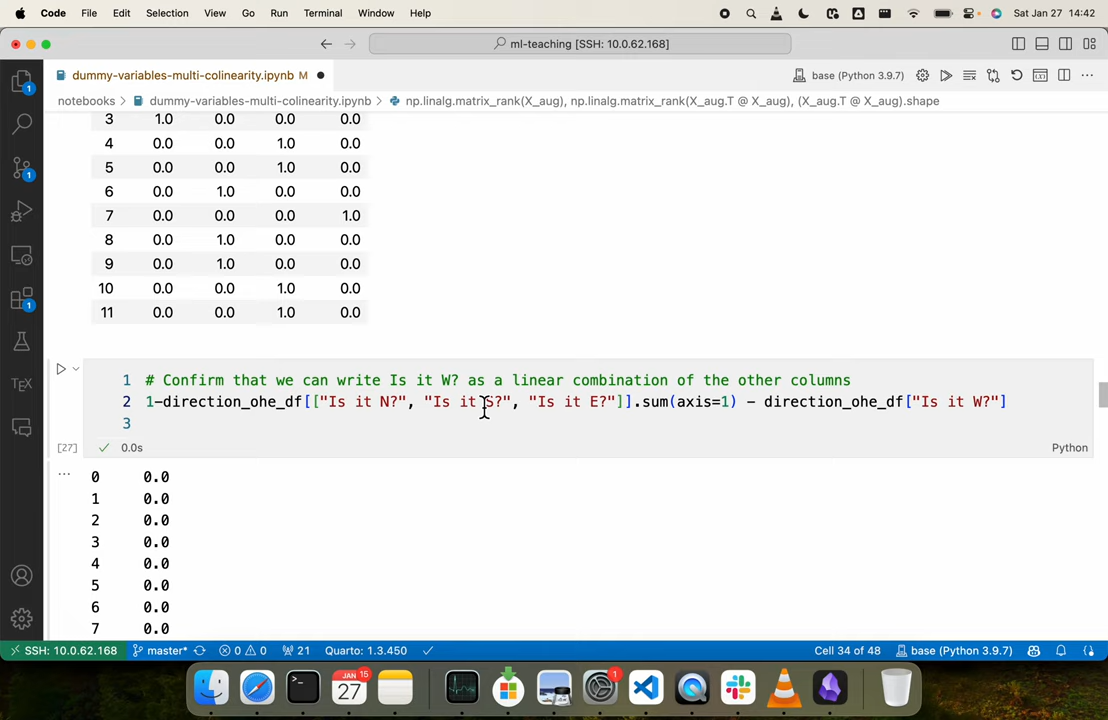 Code File Edit Selection View Go Run Terminal Window Help Sat Jan 27 14:42
ml-teaching [SSH: 10.0.62.168]
dummy-variables-multi-colinearity.ipynb M base (Python 3.9.7)
notebooks > dummy-variables-multi-colinearity.ipynb > np.linalg.matrix_rank(X_aug), np.linalg.matrix_rank(X_aug.T @ X_aug), (X_aug.T @ X_aug).shape
3 1.0 0.0 0.0 0.0
4 0.0 0.0 1.0 0.0
5 0.0 0.0 1.0 0.0
6 0.0 1.0 0.0 0.0
7 0.0 0.0 0.0 1.0
8 0.0 1.0 0.0 0.0
9 0.0 1.0 0.0 0.0
10 0.0 0.0 1.0 0.0
11 0.0 0.0 1.0 0.0
1 # Confirm that we can write Is it W? as a linear combination of the other columns
2 1-direction_ohe_df[["Is it N?", "Is it S?", "Is it E?"]].sum(axis=1) - direction_ohe_df["Is it W?"]
3
[27] 0.0s Python
0 0.0
1 0.0
2 0.0
3 0.0
4 0.0
5 0.0
6 0.0
7 0.0
TEX
1
1
1
SSH: 10.0.62.168 master* 0 0 21 Quarto: 1.3.450 Cell 34 of 48 base (Python 3.9.7)
JAN 15
27
1